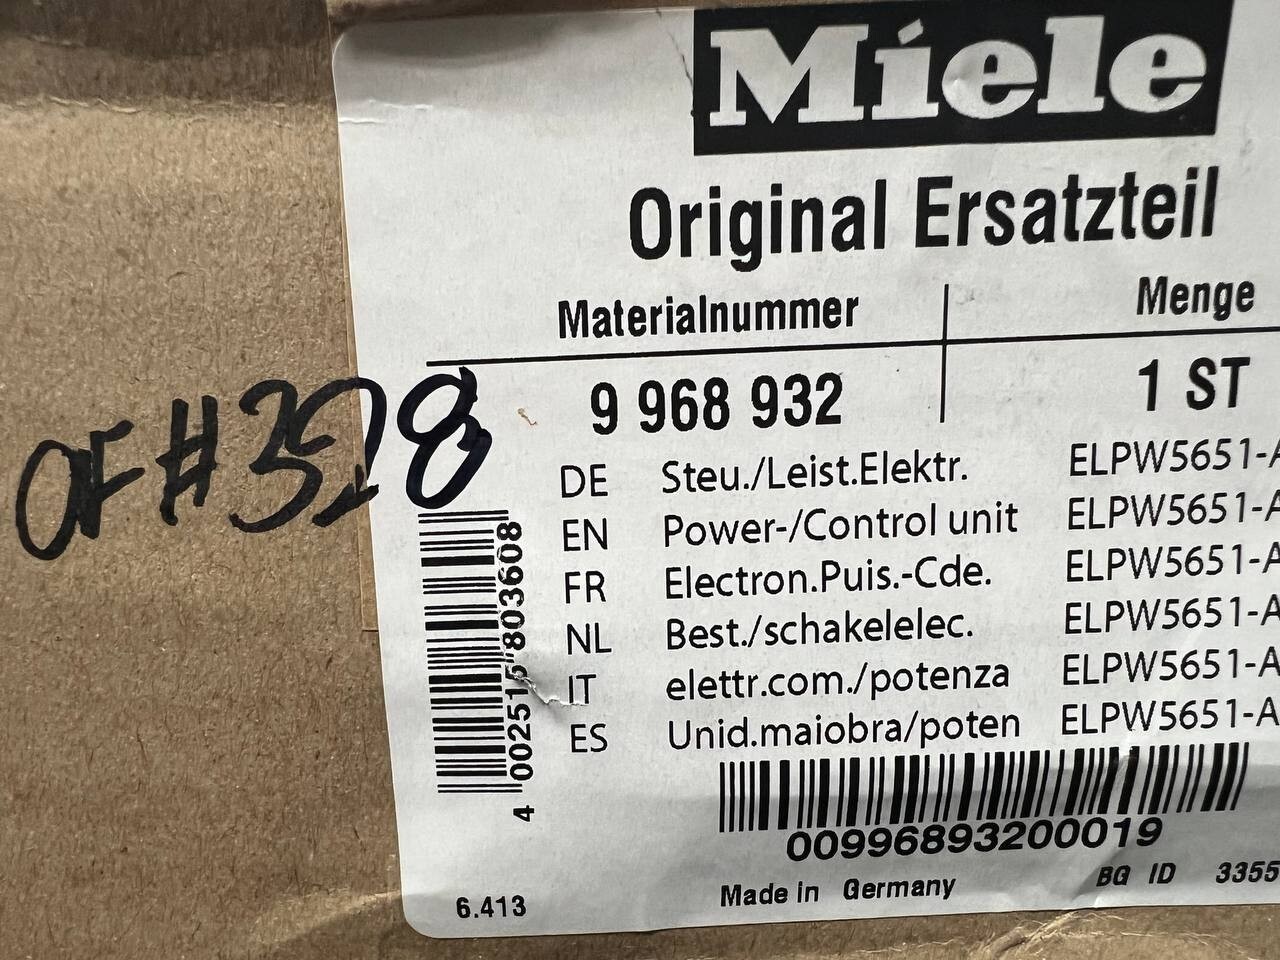 Miele
Original Ersatzteil
Materialnummer Menge
9 968 932 1 ST
OF#328
DE Steu./Leist.Elektr. ELPW5651-A
EN Power-/Control unit ELPW5651-A
FR Electron.Puis.-Cde. ELPW5651-A
NL Best./schakelelec. ELPW5651-A
IT elettr.com./potenza ELPW5651-A
ES Unid.maiobra/poten ELPW5651-A
4 002515 803608
00996893200019
Made in Germany BG ID 3355
6.413